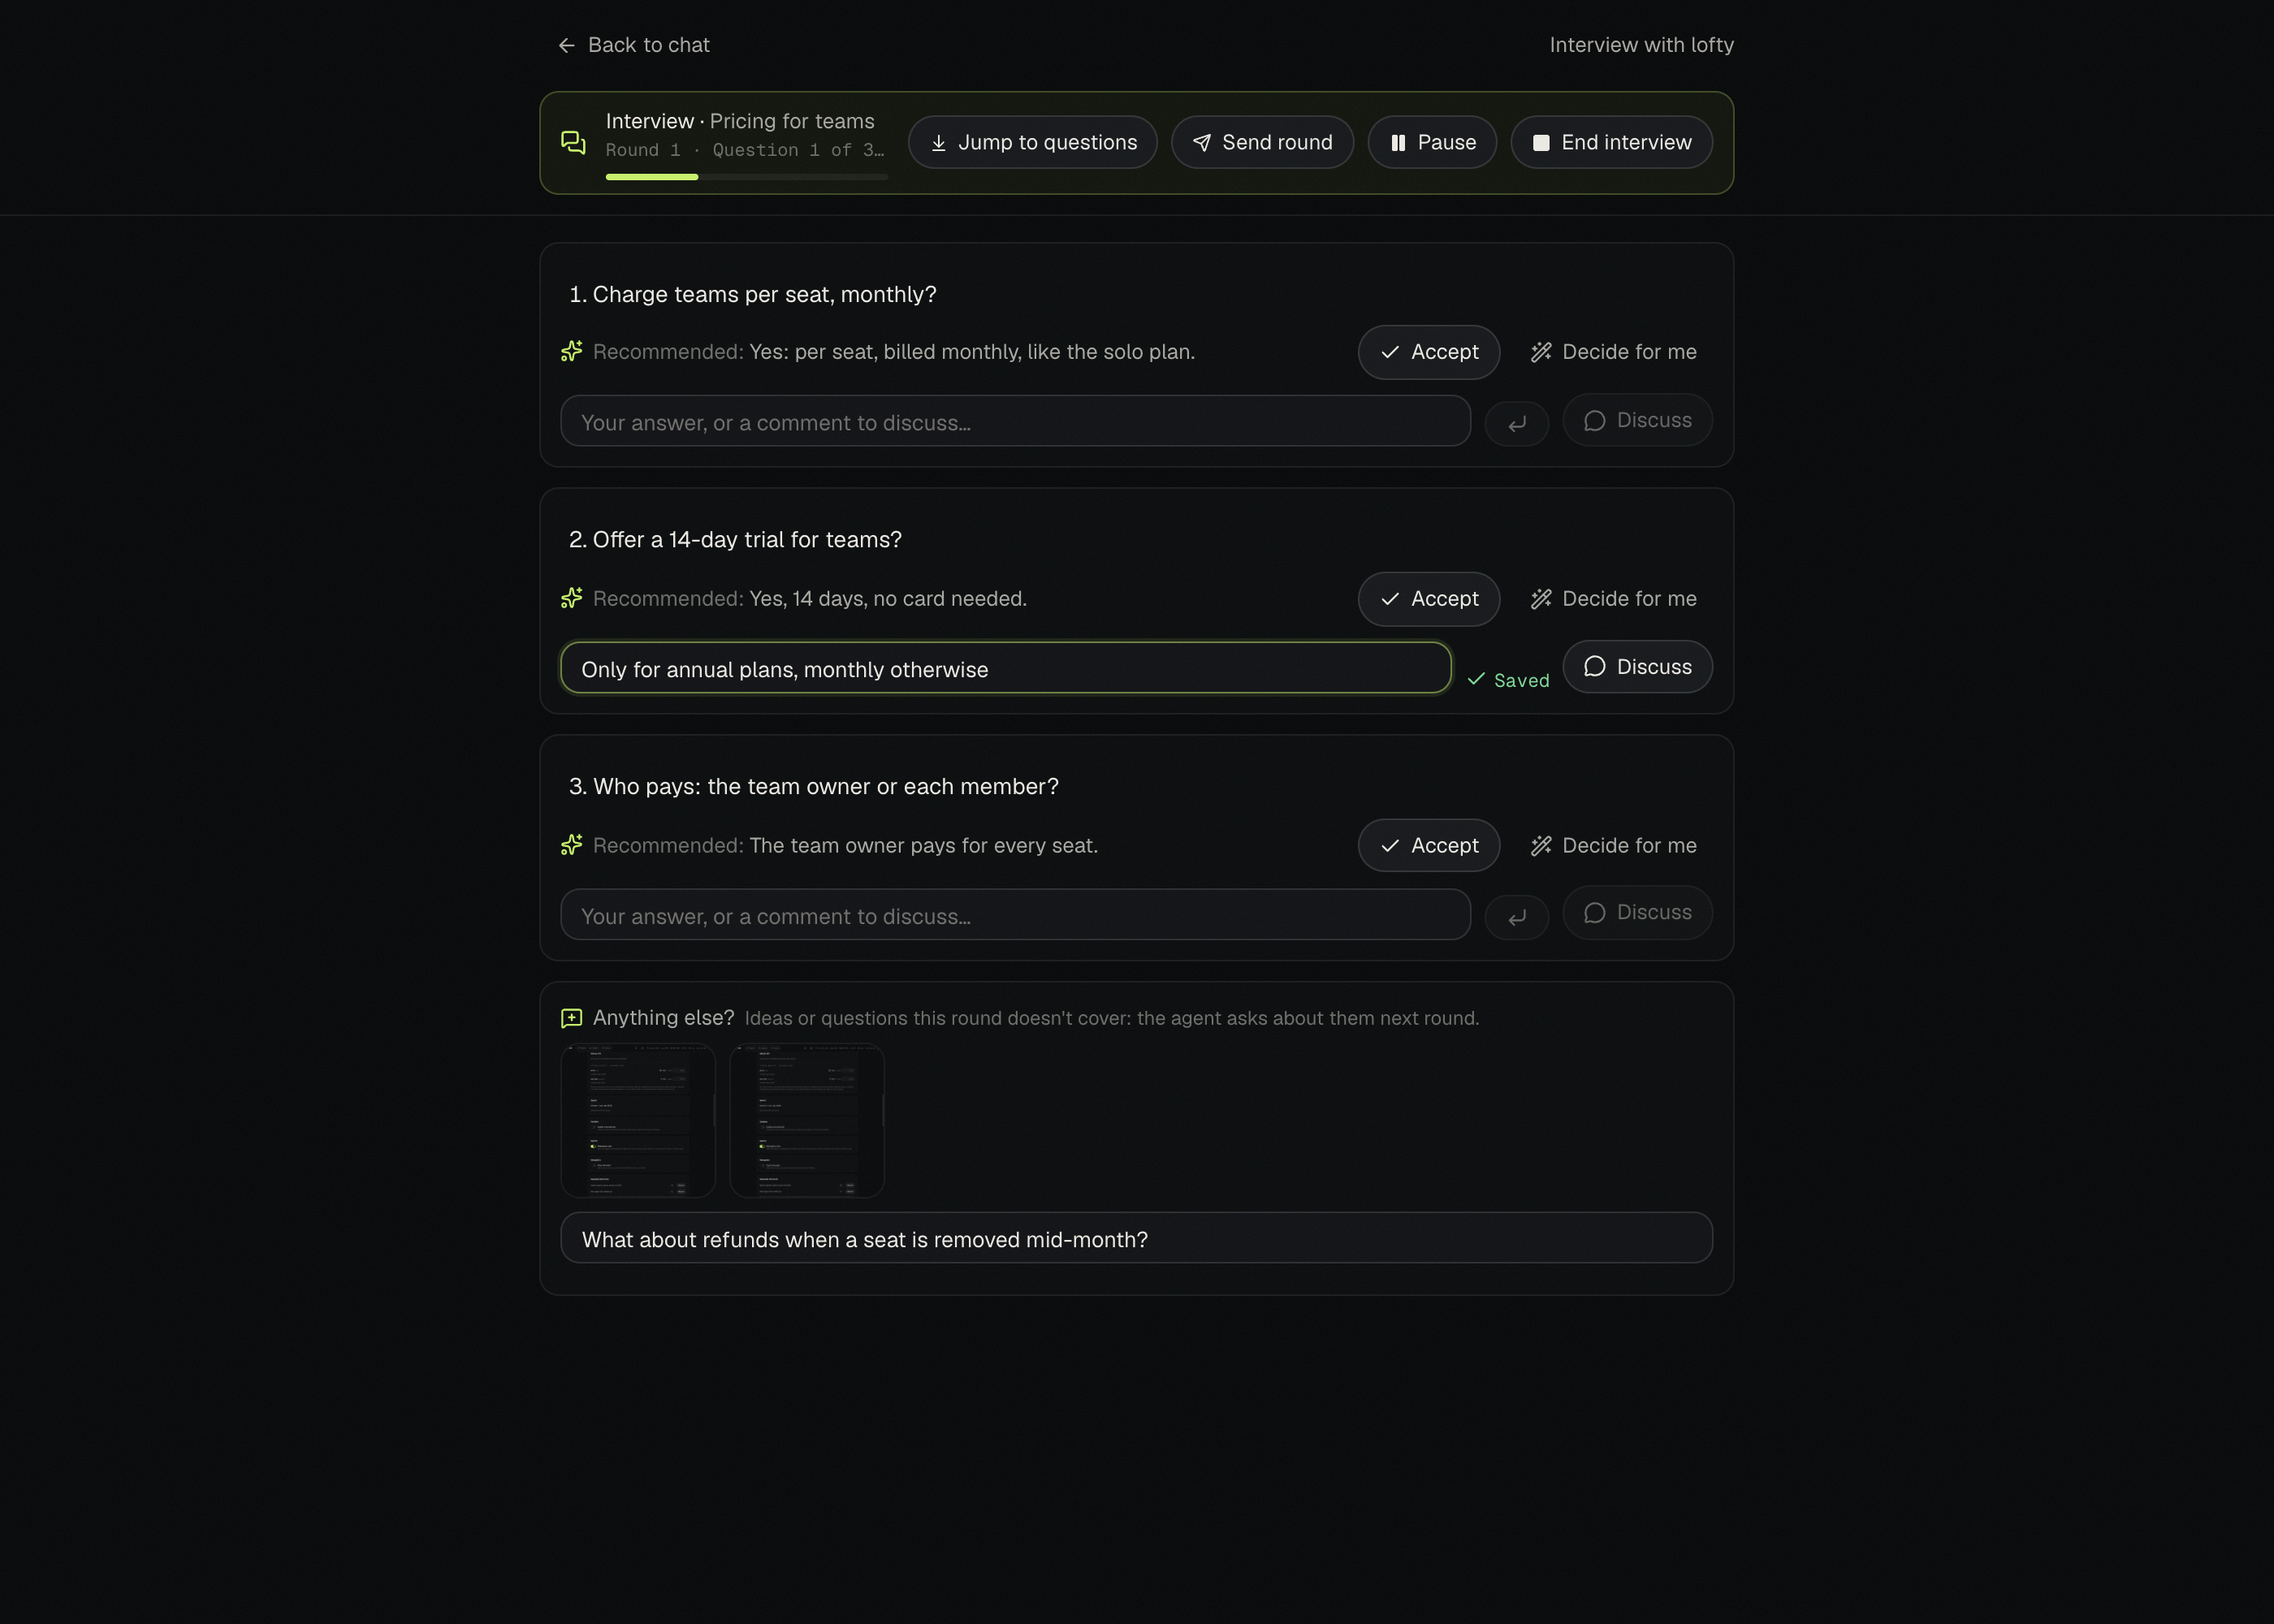 Back to chat
Interview with lofty
Interview · Pricing for teams
Round 1 · Question 1 of 3…
Jump to questions
Send round
Pause
End interview
1. Charge teams per seat, monthly?
Recommended: Yes: per seat, billed monthly, like the solo plan.
Accept
Decide for me
Your answer, or a comment to discuss…
Discuss
2. Offer a 14-day trial for teams?
Recommended: Yes, 14 days, no card needed.
Accept
Decide for me
Only for annual plans, monthly otherwise
Saved
Discuss
3. Who pays: the team owner or each member?
Recommended: The team owner pays for every seat.
Accept
Decide for me
Your answer, or a comment to discuss…
Discuss
Anything else? Ideas or questions this round doesn't cover: the agent asks about them next round.
What about refunds when a seat is removed mid-month?